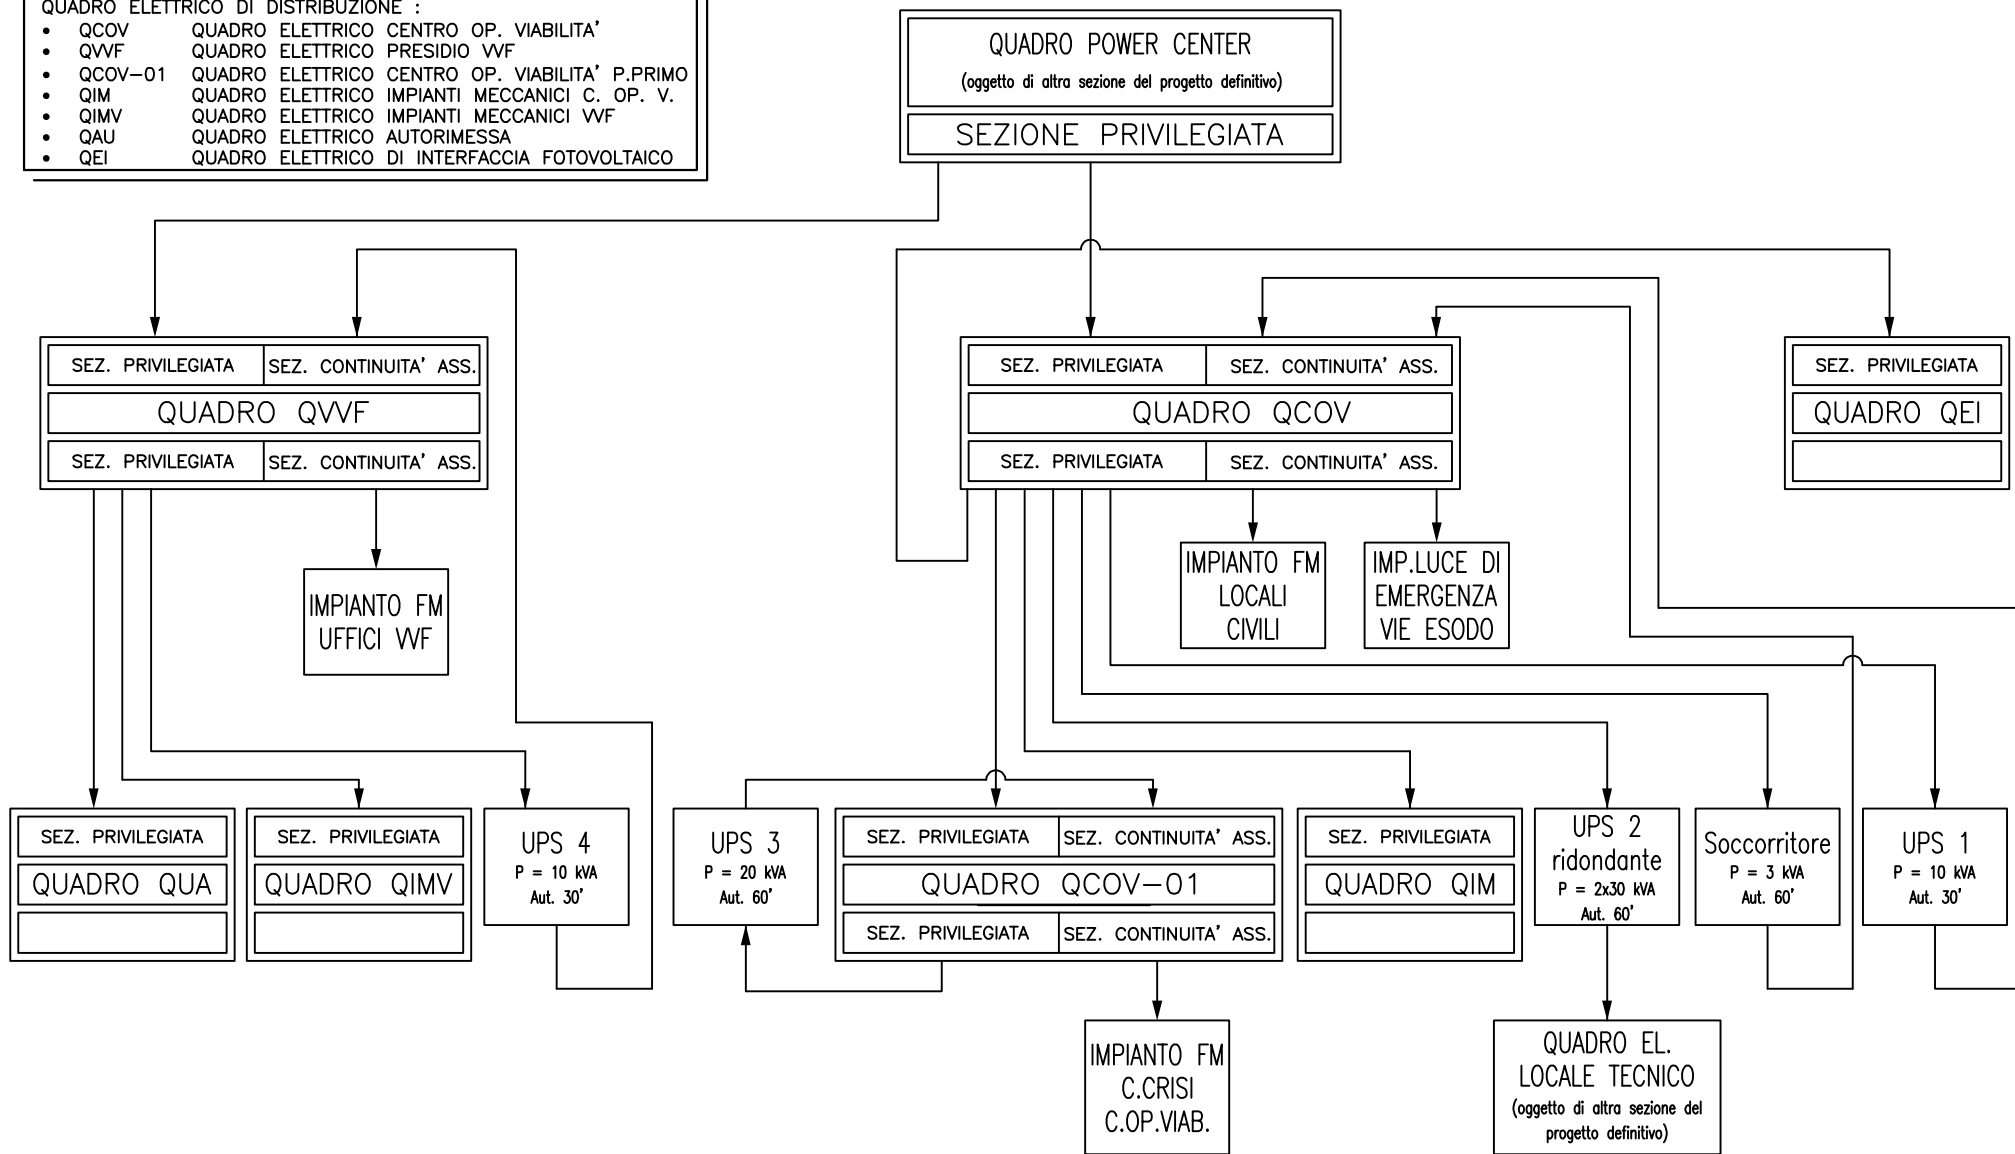 QUADRO ELETTRICO DI DISTRIBUZIONE :
• QCOV QUADRO ELETTRICO CENTRO OP. VIABILITA'
• QVVF QUADRO ELETTRICO PRESIDIO VVF
• QCOV-01 QUADRO ELETTRICO CENTRO OP. VIABILITA' P.PRIMO
• QIM QUADRO ELETTRICO IMPIANTI MECCANICI C. OP. V.
• QIMV QUADRO ELETTRICO IMPIANTI MECCANICI VVF
• QAU QUADRO ELETTRICO AUTORIMESSA
• QEI QUADRO ELETTRICO DI INTERFACCIA FOTOVOLTAICO
QUADRO POWER CENTER
(oggetto di altra sezione del progetto definitivo)
SEZIONE PRIVILEGIATA
SEZ. PRIVILEGIATA
SEZ. CONTINUITA' ASS.
QUADRO QVVF
SEZ. PRIVILEGIATA
SEZ. CONTINUITA' ASS.
SEZ. PRIVILEGIATA
SEZ. CONTINUITA' ASS.
QUADRO QCOV
SEZ. PRIVILEGIATA
SEZ. CONTINUITA' ASS.
SEZ. PRIVILEGIATA
QUADRO QEI
IMPIANTO FM
UFFICI VVF
IMPIANTO FM
LOCALI
CIVILI
IMP.LUCE DI
EMERGENZA
VIE ESODO
SEZ. PRIVILEGIATA
QUADRO QUA
SEZ. PRIVILEGIATA
QUADRO QIMV
UPS 4
P = 10 kVA
Aut. 30'
UPS 3
P = 20 kVA
Aut. 60'
SEZ. PRIVILEGIATA
SEZ. CONTINUITA' ASS.
QUADRO QCOV-01
SEZ. PRIVILEGIATA
SEZ. CONTINUITA' ASS.
SEZ. PRIVILEGIATA
QUADRO QIM
UPS 2
ridondante
P = 2x30 kVA
Aut. 60'
Soccorritore
P = 3 kVA
Aut. 60'
UPS 1
P = 10 kVA
Aut. 30'
IMPIANTO FM
C.CRISI
C.OP.VIAB.
QUADRO EL.
LOCALE TECNICO
(oggetto di altra sezione del
progetto definitivo)